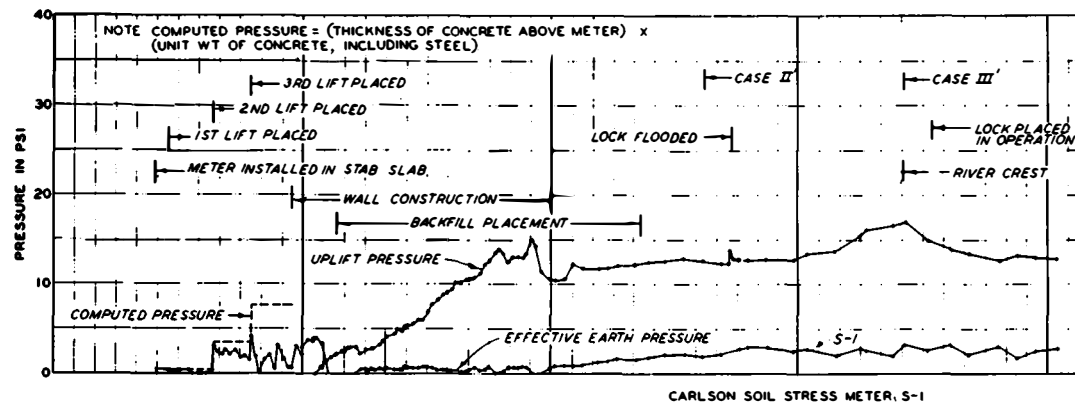 40
NOTE COMPUTED PRESSURE = (THICKNESS OF CONCRETE ABOVE METER) X
(UNIT WT OF CONCRETE, INCLUDING STEEL)
3RD LIFT PLACED
CASE II'
CASE III'
30
2ND LIFT PLACED
1ST LIFT PLACED
LOCK FLOODED
LOCK PLACED
IN OPERATION
METER INSTALLED IN STAB SLAB.
RIVER CREST
20
WALL CONSTRUCTION
BACKFILL PLACEMENT
PRESSURE IN PSI
UPLIFT PRESSURE
10
COMPUTED PRESSURE
EFFECTIVE EARTH PRESSURE
S-1
0
CARLSON SOIL STRESS METER, S-1